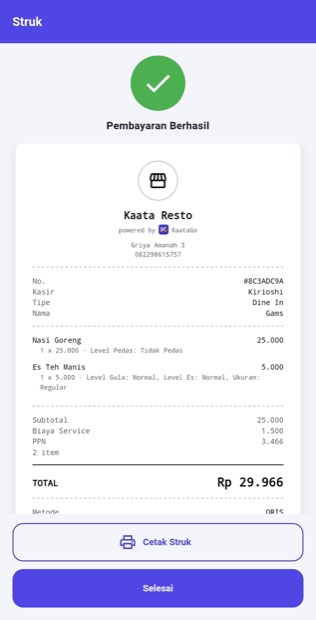 Struk
Pembayaran Berhasil
Kaata Resto
powered by KaataGo
Griya Amanah 3
082298615757
No. #8C3ADC9A
Kasir Kirioshi
Tipe Dine In
Nama Gams
Nasi Goreng 25.000
1 x 25.000 · Level Pedas: Tidak Pedas
Es Teh Manis 5.000
1 x 5.000 · Level Gula: Normal, Level Es: Normal, Ukuran:
Regular
Subtotal 25.000
Biaya Service 1.500
PPN 3.466
2 item
TOTAL Rp 29.966
Metode QRIS
Cetak Struk
Selesai